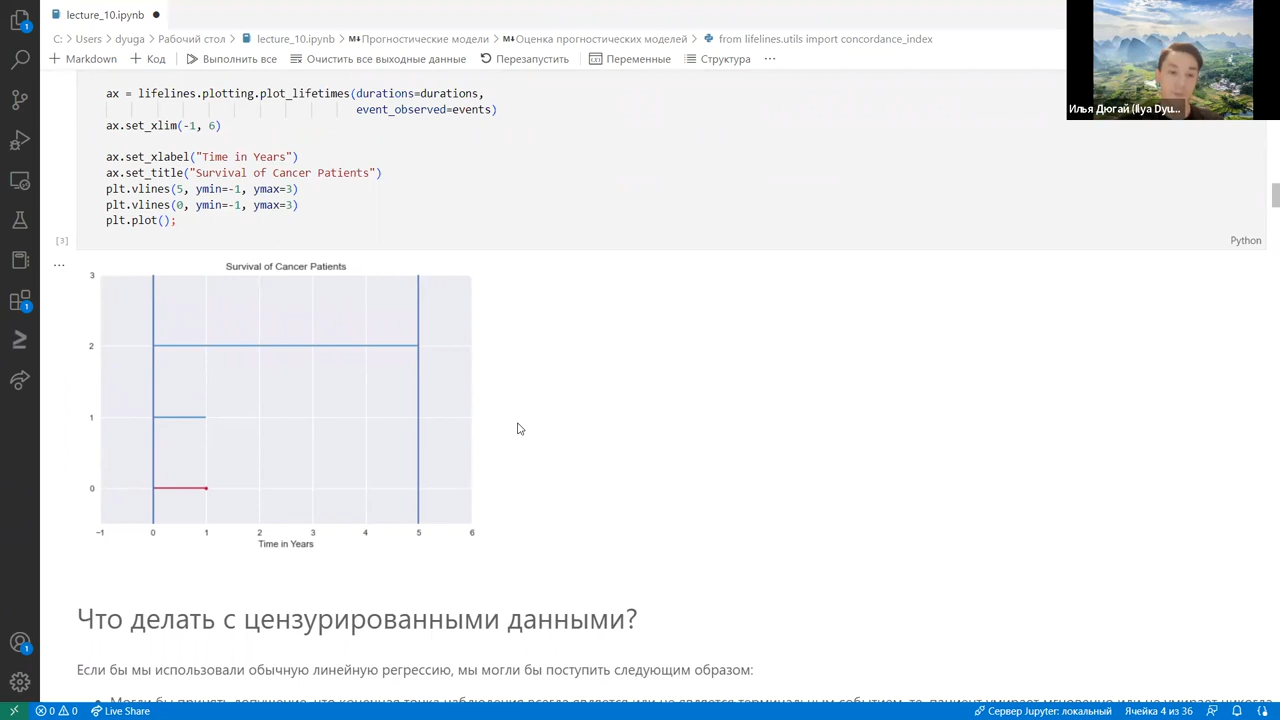 lecture_10.ipynb
C: > Users > dyuga > Рабочий стол > lecture_10.ipynb > Прогностические модели > Оценка прогностических моделей > from lifelines.utils import concordance_index
Markdown Код Выполнить все Очистить все выходные данные Перезапустить Переменные Структура ...
Илья Дюгай (Ilya Dyu...
ax = lifelines.plotting.plot_lifetimes(durations=durations,
event_observed=events)
ax.set_xlim(-1, 6)
ax.set_xlabel("Time in Years")
ax.set_title("Survival of Cancer Patients")
plt.vlines(5, ymin=-1, ymax=3)
plt.vlines(0, ymin=-1, ymax=3)
plt.plot();
[3] Python
...
Survival of Cancer Patients
3
2
1
0
−1 0 1 2 3 4 5 6
Time in Years
Что делать с цензурированными данными?
Если бы мы использовали обычную линейную регрессию, мы могли бы поступить следующим образом:
0 0 Live Share Сервер Jupyter: локальный Ячейка 4 из 36